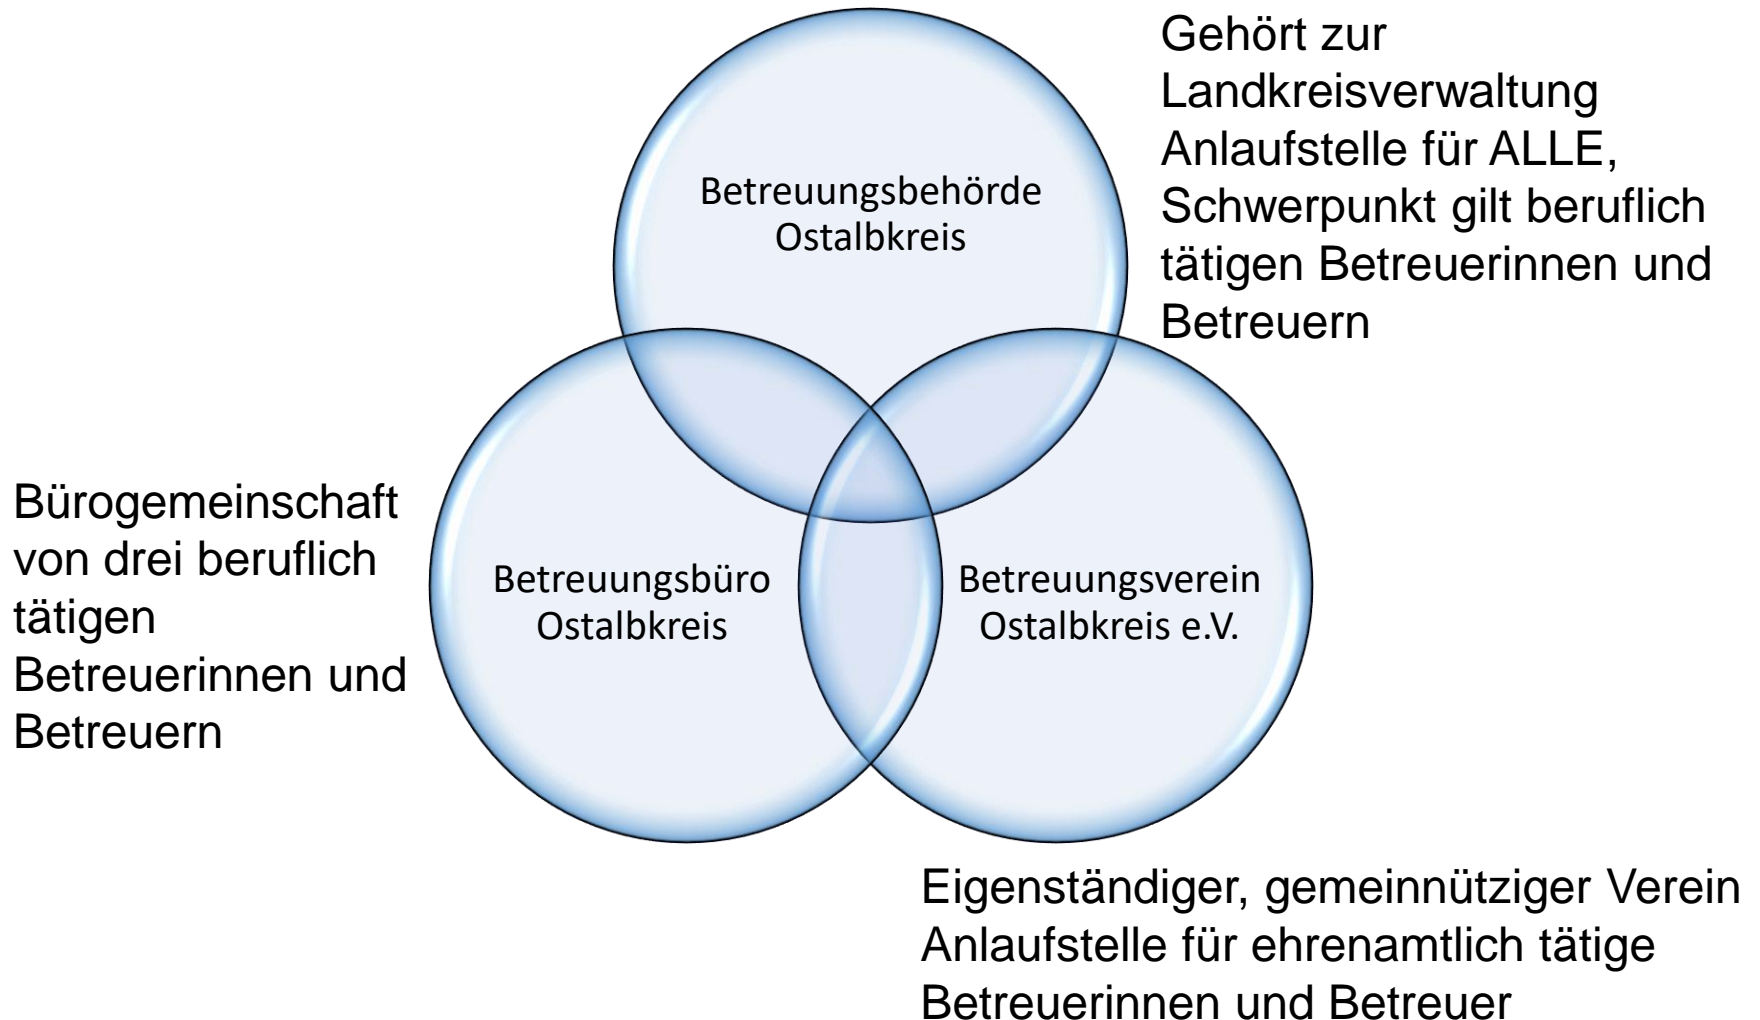 Gehört zur
Landkreisverwaltung
Anlaufstelle für ALLE,
Schwerpunkt gilt beruflich
tätigen Betreuerinnen und
Betreuern
Betreuungsbehörde
Ostalbkreis
Bürogemeinschaft
von drei beruflich
tätigen
Betreuerinnen und
Betreuern
Betreuungsbüro
Ostalbkreis
Betreuungsverein
Ostalbkreis e.V.
Eigenständiger, gemeinnütziger Verein
Anlaufstelle für ehrenamtlich tätige
Betreuerinnen und Betreuer